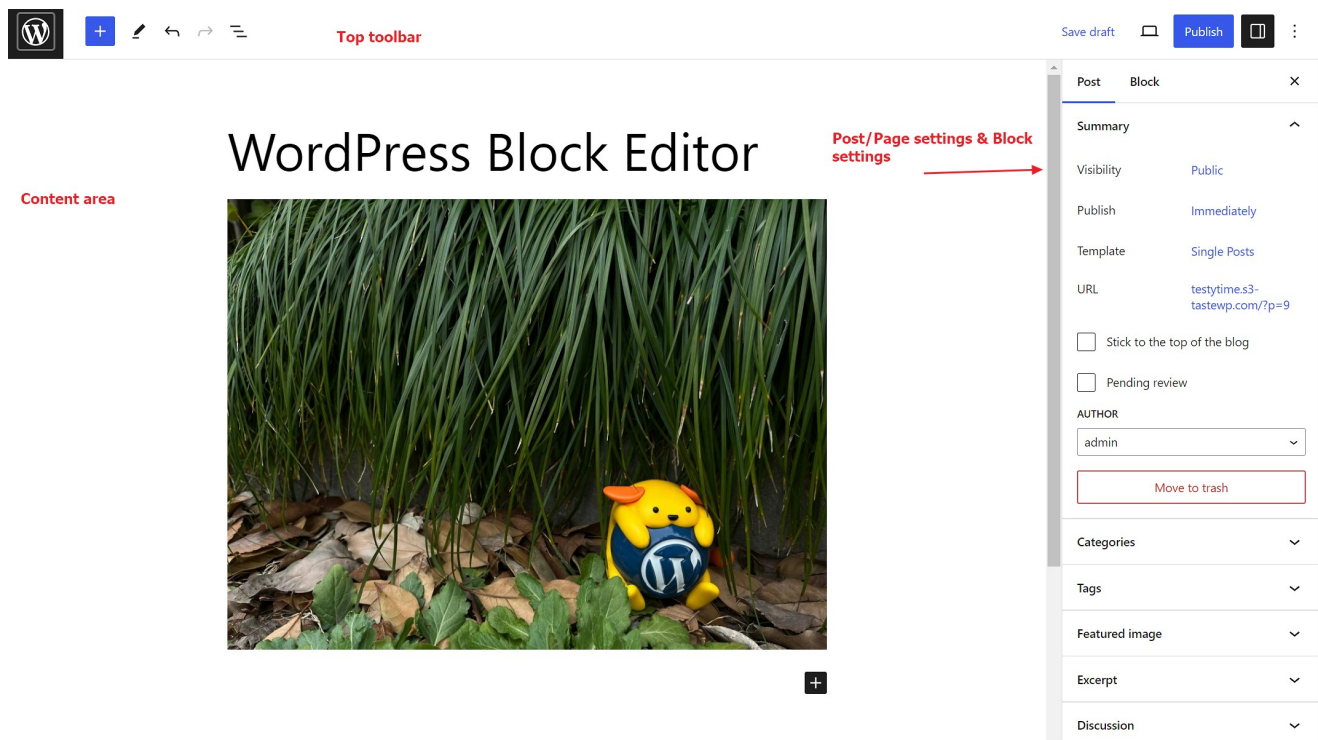 Top toolbar
Save draft
Publish
Post Block
Summary
WordPress Block Editor
Post/Page settings & Block
settings
Visibility Public
Content area
Publish Immediately
Template Single Posts
URL testytime.s3-
tastewp.com/?p=9
Stick to the top of the blog
Pending review
AUTHOR
admin
Move to trash
Categories
Tags
Featured image
Excerpt
Discussion